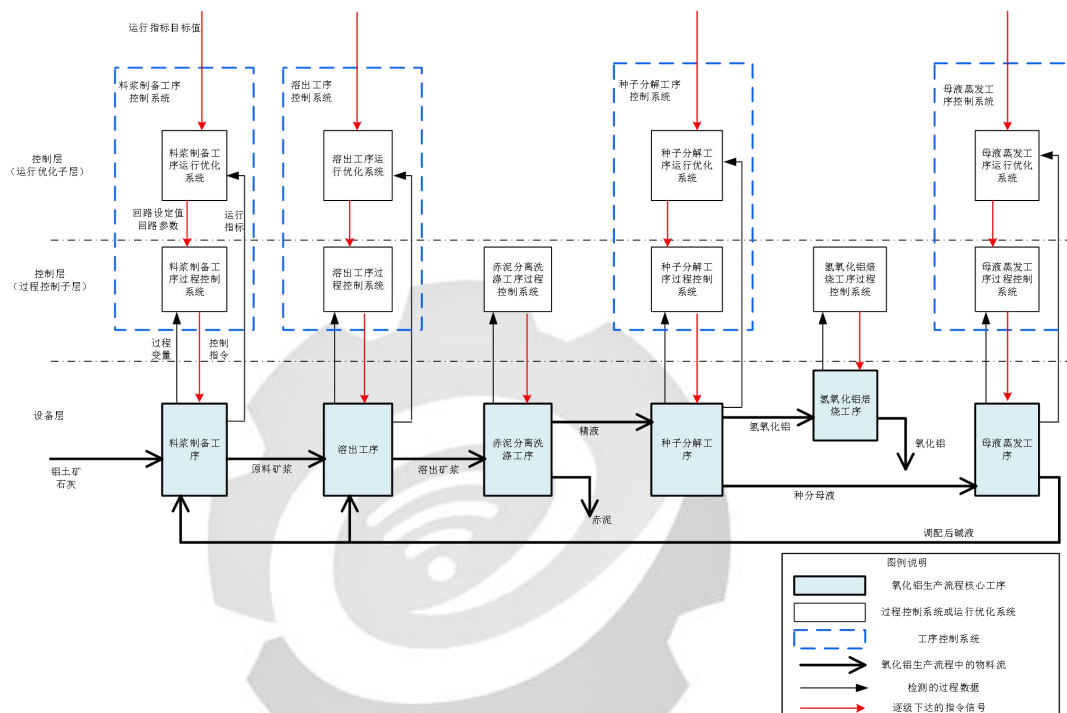 运行指标目标值
料浆制备工序
控制系统
溶出工序
控制系统
种子分解工序
控制系统
母液蒸发工
序控制系统
控制层
（运行优化子层）
料浆制备工
序运行优化
系统
溶出工序运
行优化系统
种子分解工
序运行优化
系统
母液蒸发工
序运行优化
系统
回路设定值
回路参数
运行
指标
控制层
（过程控制子层）
料浆制备工
序过程控制
系统
溶出工序过
程控制系统
赤泥分离洗
涤工序过程
控制系统
种子分解工
序过程控制
系统
氢氧化铝焙
烧工序过程
控制系统
母液蒸发工
序过程控制
系统
过程
变量
控制
指令
设备层
料浆制备工
序
溶出工序
赤泥分离洗
涤工序
种子分解工
序
氢氧化铝焙
烧工序
母液蒸发工
序
铝土矿
石灰
原料矿浆
溶出矿浆
精液
氢氧化铝
氧化铝
种分母液
赤泥
调配后碱液
图例说明
氧化铝生产流程核心工序
过程控制系统或运行优化系统
工序控制系统
氧化铝生产流程中的物料流
检测的过程数据
逐级下达的指令信号